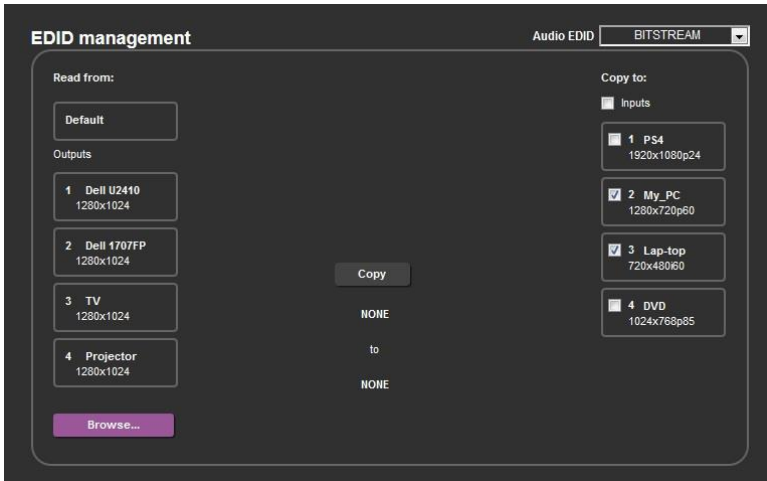 EDID management
Audio EDID BITSTREAM
Read from:
Default
Outputs
1 Dell U2410
1280x1024
2 Dell 1707FP
1280x1024
3 TV
1280x1024
4 Projector
1280x1024
Browse...
Copy
NONE
to
NONE
Copy to:
Inputs
1 PS4
1920x1080p24
2 My_PC
1280x720p60
3 Lap-top
720x480i60
4 DVD
1024x768p85